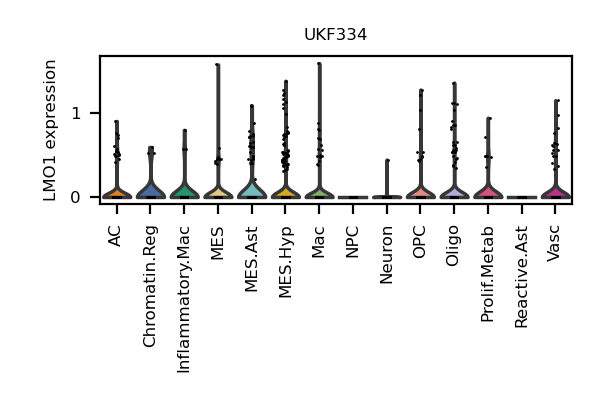 UKF334
LMO1 expression
1
0
AC
Chromatin.Reg
Inflammatory.Mac
MES
MES.Ast
MES.Hyp
Mac
NPC
Neuron
OPC
Oligo
Prolif.Metab
Reactive.Ast
Vasc